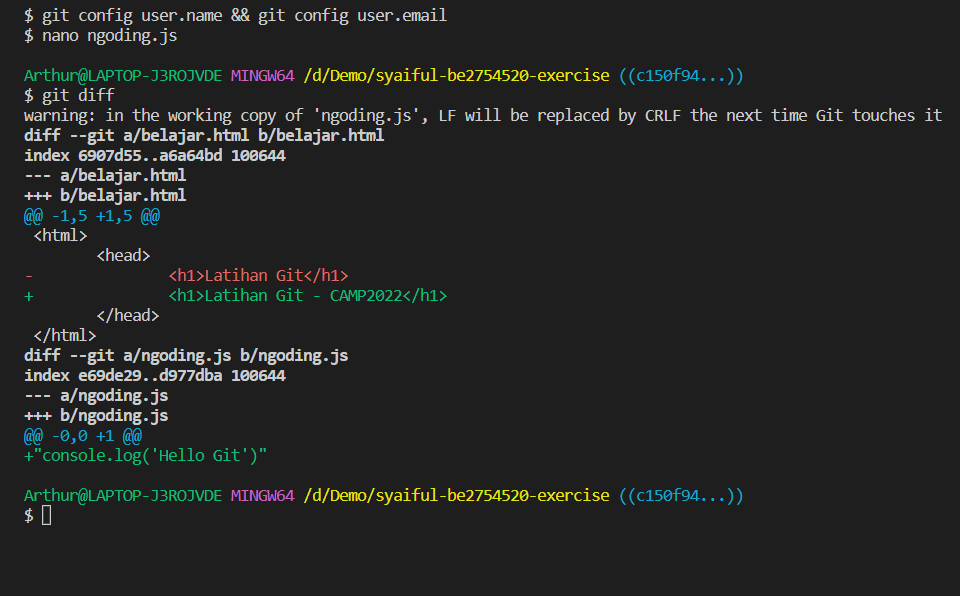 $ git config user.name && git config user.email
$ nano ngoding.js
Arthur@LAPTOP-J3ROJVDE MINGW64 /d/Demo/syaiful-be2754520-exercise ((c150f94...))
$ git diff
warning: in the working copy of 'ngoding.js', LF will be replaced by CRLF the next time Git touches it
diff --git a/belajar.html b/belajar.html
index 6907d55..a6a64bd 100644
--- a/belajar.html
+++ b/belajar.html
@@ -1,5 +1,5 @@
 <html>
        <head>
-               <h1>Latihan Git</h1>
+               <h1>Latihan Git - CAMP2022</h1>
        </head>
 </html>
diff --git a/ngoding.js b/ngoding.js
index e69de29..d977dba 100644
--- a/ngoding.js
+++ b/ngoding.js
@@ -0,0 +1 @@
+"console.log('Hello Git')"
Arthur@LAPTOP-J3ROJVDE MINGW64 /d/Demo/syaiful-be2754520-exercise ((c150f94...))
$